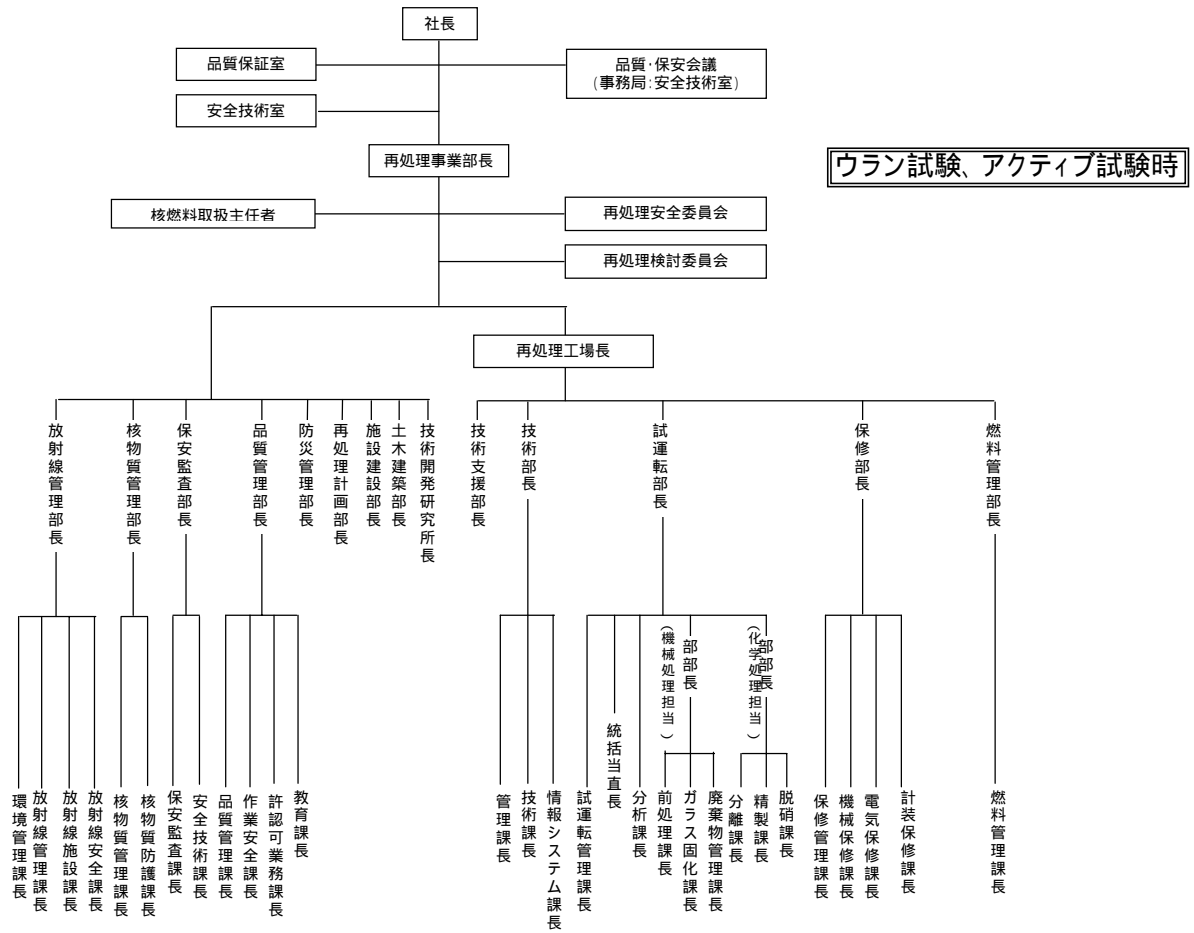 社長
品質保証室
品質・保安会議
(事務局:安全技術室)
安全技術室
再処理事業部長
ウラン試験、アクティブ試験時
核燃料取扱主任者
再処理安全委員会
再処理検討委員会
再処理工場長
放射線管理部長
核物質管理部長
保安監査部長
品質管理部長
防災管理部長
再処理計画部長
施設建設部長
土木建築部長
技術開発研究所長
技術支援部長
技術部長
試運転部長
保修部長
燃料管理部長
(機械処理担当)
部部長
(化学処理担当)
部部長
環境管理課長
放射線管理課長
放射線施設課長
放射線安全課長
核物質管理課長
核物質防護課長
保安監査課長
安全技術課長
品質管理課長
作業安全課長
許認可業務課長
教育課長
管理課長
技術課長
情報システム課長
試運転管理課長
統括当直長
分析課長
前処理課長
ガラス固化課長
廃棄物管理課長
分離課長
精製課長
脱硝課長
保修管理課長
機械保修課長
電気保修課長
計装保修課長
燃料管理課長